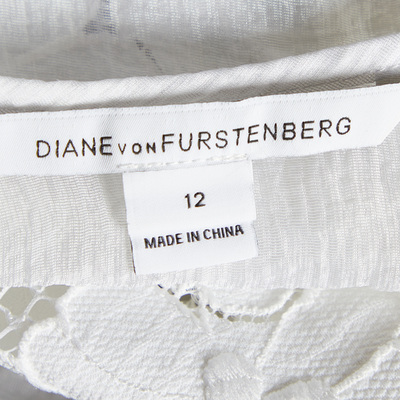 DIANE VON FURSTENBERG
12
MADE IN CHINA